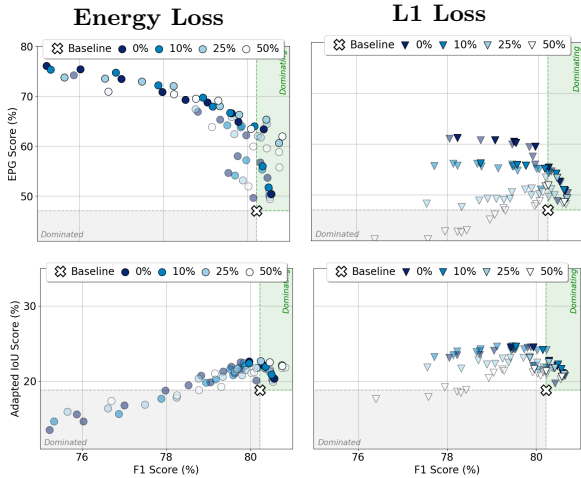 Energy Loss
L1 Loss
Baseline 0% 10% 25% 50%
Baseline 0% 10% 25% 50%
80
70
60
50
EPG Score (%)
Dominating
Dominating
Dominated
Dominated
Baseline 0% 10% 25% 50%
Baseline 0% 10% 25% 50%
30
20
Adapted IoU Score (%)
Dominating
Dominating
Dominated
Dominated
76 78 80
76 78 80
F1 Score (%)
F1 Score (%)